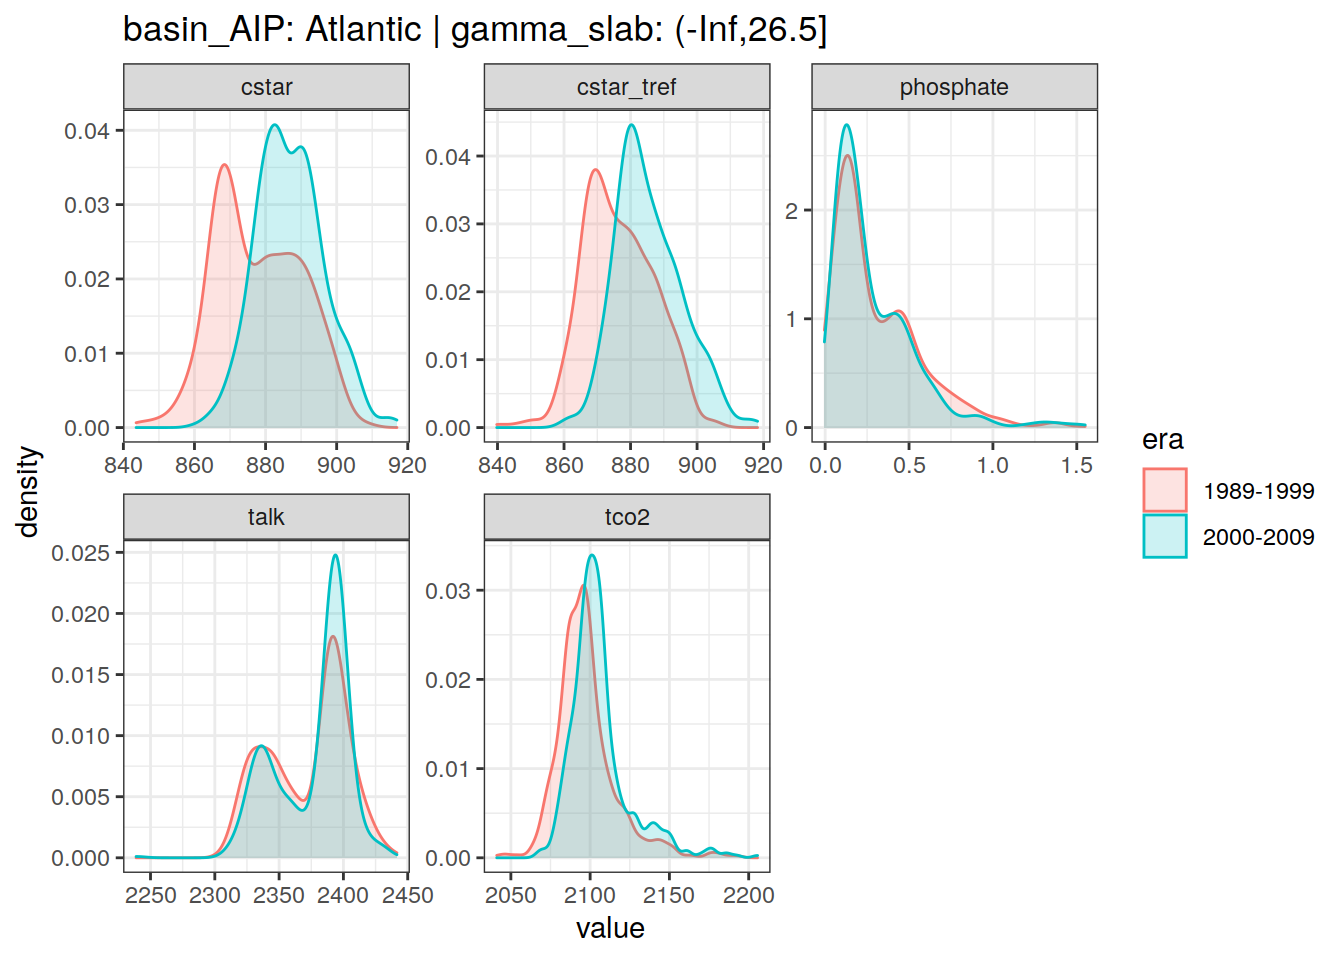 basin_AIP: Atlantic | gamma_slab: (-Inf,26.5]
cstar
cstar_tref
phosphate
0.04
0.03
0.02
0.01
0.00
840 860 880 900 920
0.04
0.03
0.02
0.01
0.00
840 860 880 900 920
2
1
0
0.0 0.5 1.0 1.5
density
talk
tco2
0.025
0.020
0.015
0.010
0.005
0.000
2250 2300 2350 2400 2450
0.03
0.02
0.01
0.00
2050 2100 2150 2200
value
era
1989-1999
2000-2009